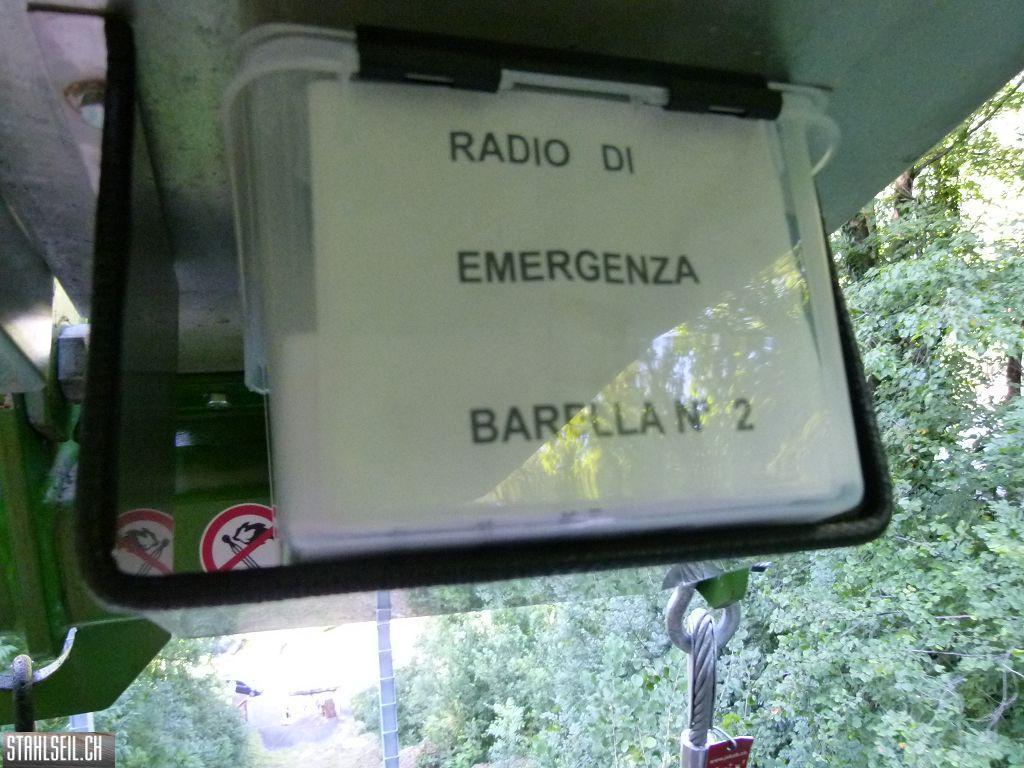 RADIO DI
EMERGENZA
BARELLA N° 2
STAHLSEIL.CH